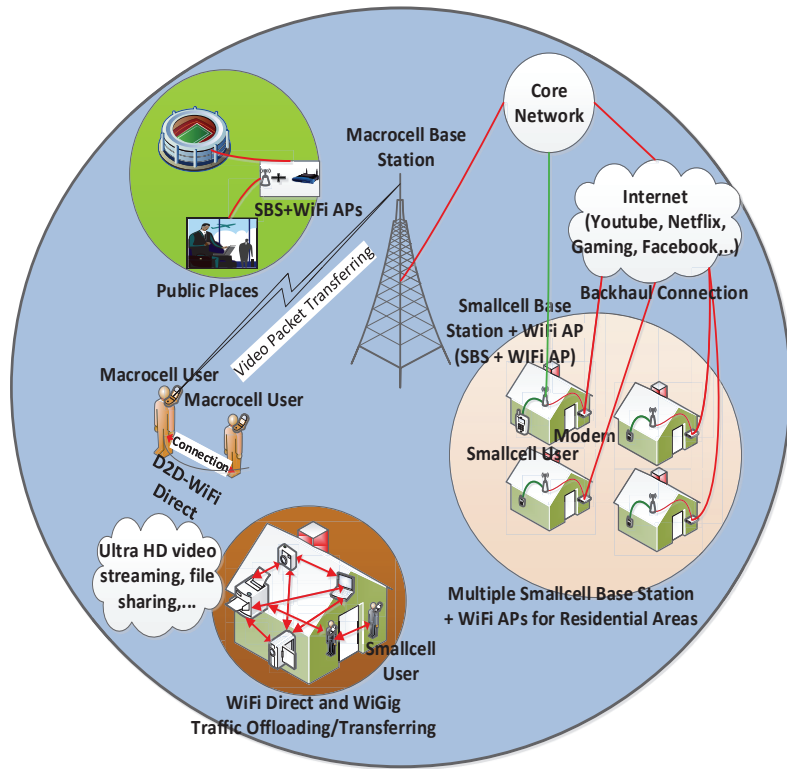 Core
Network
Macrocell Base
Station
SBS+WiFi APs
Public Places
Internet
(Youtube, Netflix,
Gaming, Facebook,..)
Backhaul Connection
Video Packet Transferring
Smallcell Base
Station + WiFi AP
(SBS + WIFi AP)
Macrocell User
Macrocell User
Connection
D2D-WiFi
Direct
Modem
Smallcell User
Ultra HD video
streaming, file
sharing,...
Multiple Smallcell Base Station
+ WiFi APs for Residential Areas
Smallcell
User
WiFi Direct and WiGig
Traffic Offloading/Transferring